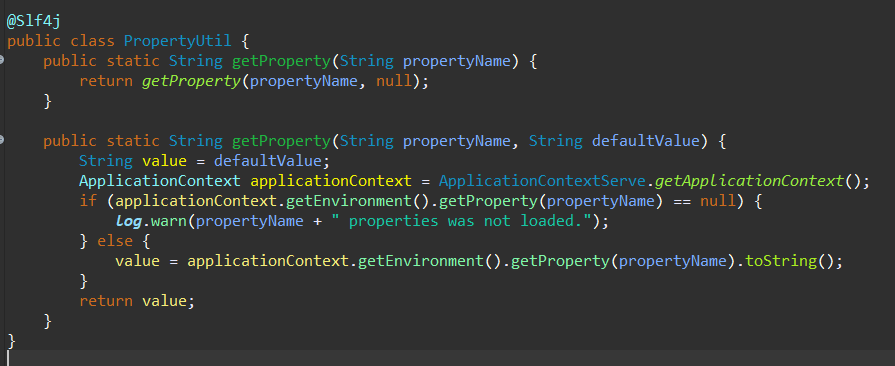 @Slf4j
public class PropertyUtil {
    public static String getProperty(String propertyName) {
        return getProperty(propertyName, null);
    }

    public static String getProperty(String propertyName, String defaultValue) {
        String value = defaultValue;
        ApplicationContext applicationContext = ApplicationContextServe.getApplicationContext();
        if (applicationContext.getEnvironment().getProperty(propertyName) == null) {
            log.warn(propertyName + " properties was not loaded.");
        } else {
            value = applicationContext.getEnvironment().getProperty(propertyName).toString();
        }
        return value;
    }
}